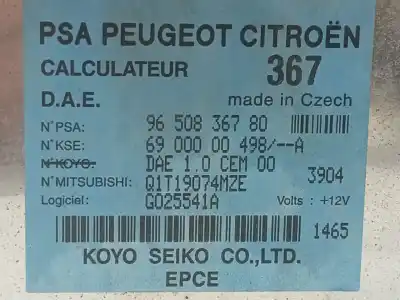 PSA PEUGEOT CITROËN
CALCULATEUR 367
D.A.E. made in Czech
N°PSA: 96 508 367 80
N°KSE: 69 000 00 498/--A
N°KOYO: DAE 1.0 CEM 00
N°MITSUBISHI: Q1T19074MZE 3904
Logiciel: G025541A Volts : +12V
1465
KOYO SEIKO CO.,LTD.
EPCE